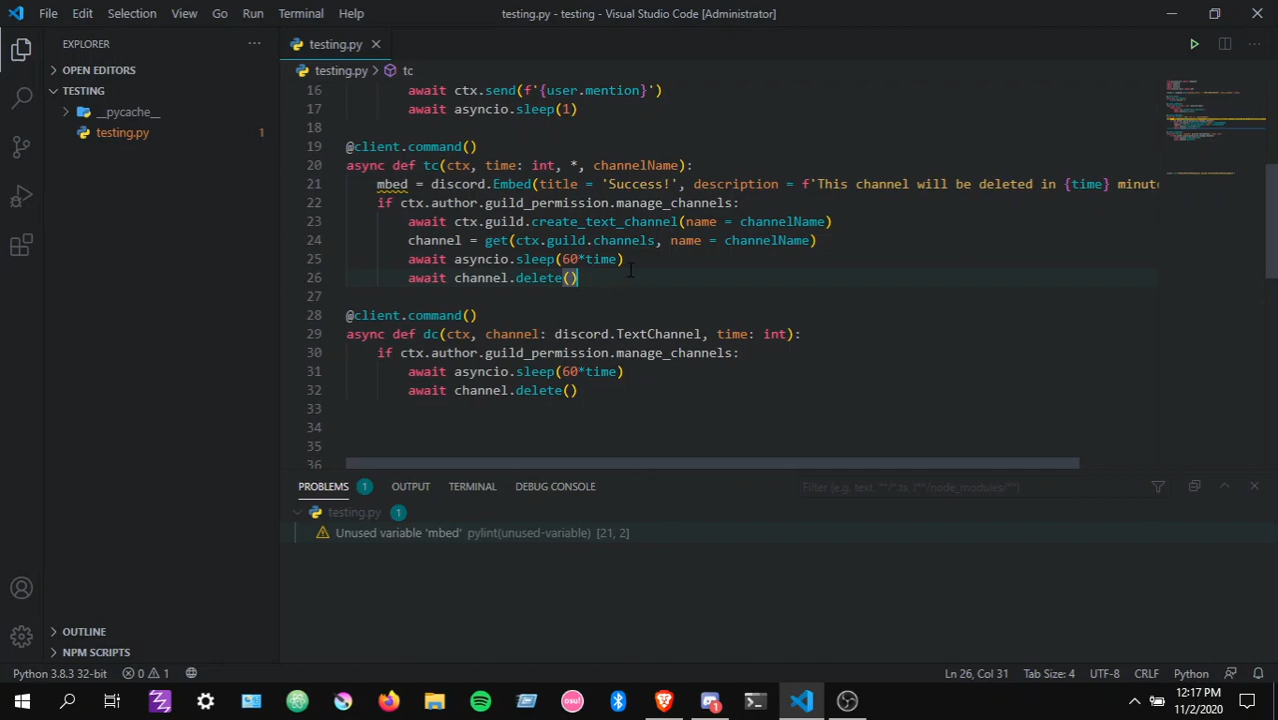 File Edit Selection View Go Run Terminal Help testing.py - testing - Visual Studio Code [Administrator]
EXPLORER
OPEN EDITORS
TESTING
__pycache__
testing.py 1
OUTLINE
NPM SCRIPTS
testing.py
testing.py > tc
16 await ctx.send(f'{user.mention}')
17 await asyncio.sleep(1)
18
19 @client.command()
20 async def tc(ctx, time: int, *, channelName):
21 mbed = discord.Embed(title = 'Success!', description = f'This channel will be deleted in {time} minute
22 if ctx.author.guild_permission.manage_channels:
23 await ctx.guild.create_text_channel(name = channelName)
24 channel = get(ctx.guild.channels, name = channelName)
25 await asyncio.sleep(60*time)
26 await channel.delete()
27
28 @client.command()
29 async def dc(ctx, channel: discord.TextChannel, time: int):
30 if ctx.author.guild_permission.manage_channels:
31 await asyncio.sleep(60*time)
32 await channel.delete()
33
34
35
36
PROBLEMS 1 OUTPUT TERMINAL DEBUG CONSOLE Filter (e.g. text, **/*.ts, !**/node_modules/**)
testing.py 1
Unused variable 'mbed' pylint(unused-variable) [21, 2]
Python 3.8.3 32-bit 0 1 Ln 26, Col 31 Tab Size: 4 UTF-8 CRLF Python
osu! 1
12:17 PM
11/2/2020